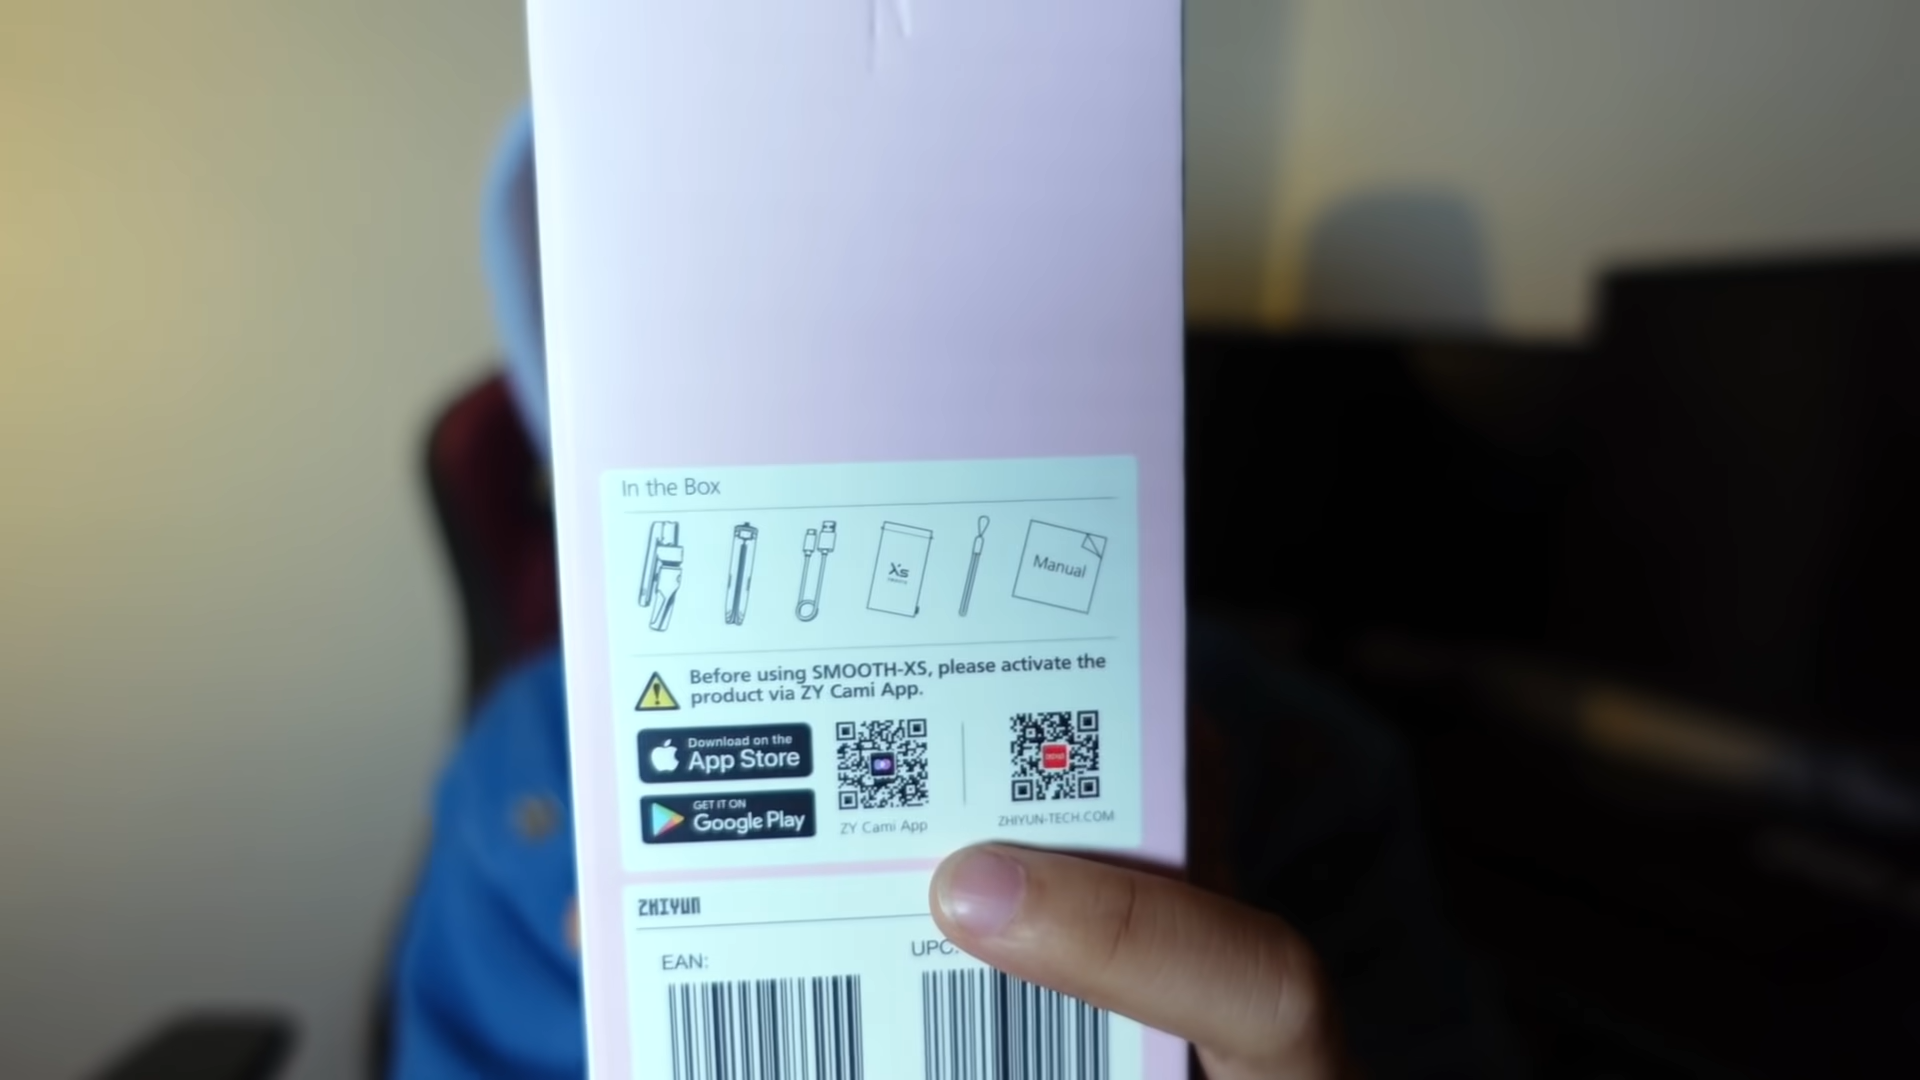 In the Box
Xs
Manual
Before using SMOOTH-XS, please activate the
product via ZY Cami App.
Download on the
App Store
GET IT ON
Google Play
ZY Cami App
ZHIYUN-TECH.COM
ZHIYUN
EAN:
UPC: